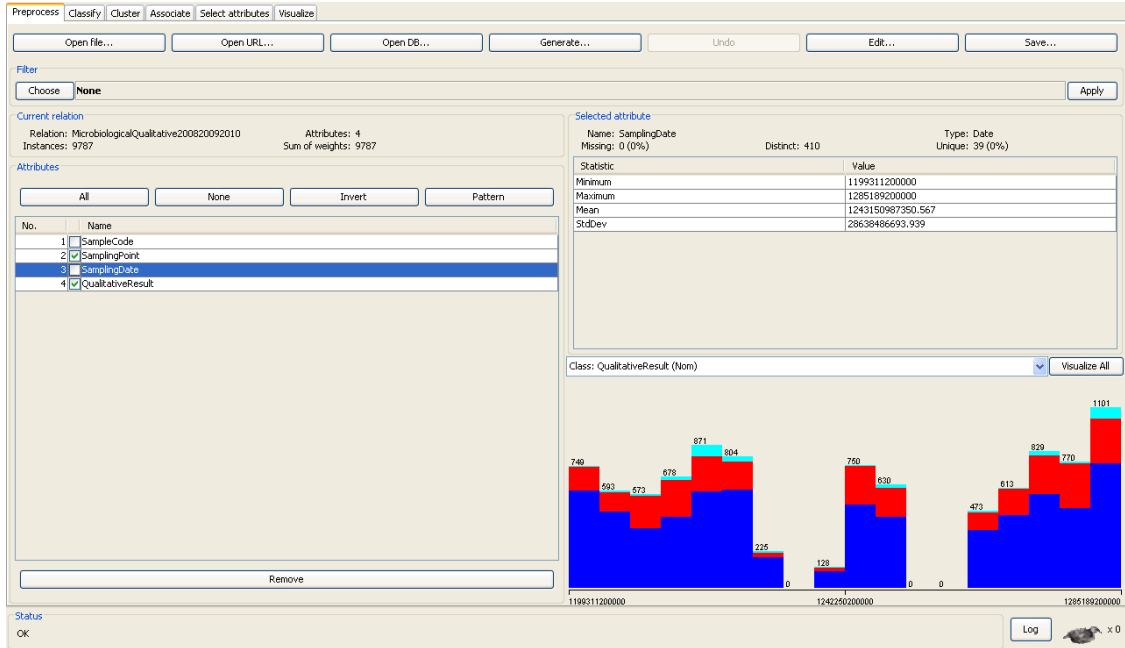 Preprocess Classify Cluster Associate Select attributes Visualize
Open file... Open URL... Open DB... Generate... Undo Edit... Save...
Filter
Choose None Apply
Current relation
Relation: MicrobiologicalQualitative200820092010 Attributes: 4
Instances: 9787 Sum of weights: 9787
Attributes
All None Invert Pattern
No. Name
1 SampleCode
2 SamplingPoint
3 SamplingDate
4 QualitativeResult
Remove
Selected attribute
Name: SamplingDate Type: Date
Missing: 0 (0%) Distinct: 410 Unique: 39 (0%)
Statistic Value
Minimum 1199311200000
Maximum 1285189200000
Mean 1243150987350.567
StdDev 28638486693.939
Class: QualitativeResult (Nom) Visualize All
749 593 573 678 871 804 225 0 128 750 630 0 0 473 613 829 770 1101
1199311200000 1242250200000 1285189200000
Status
OK Log x 0